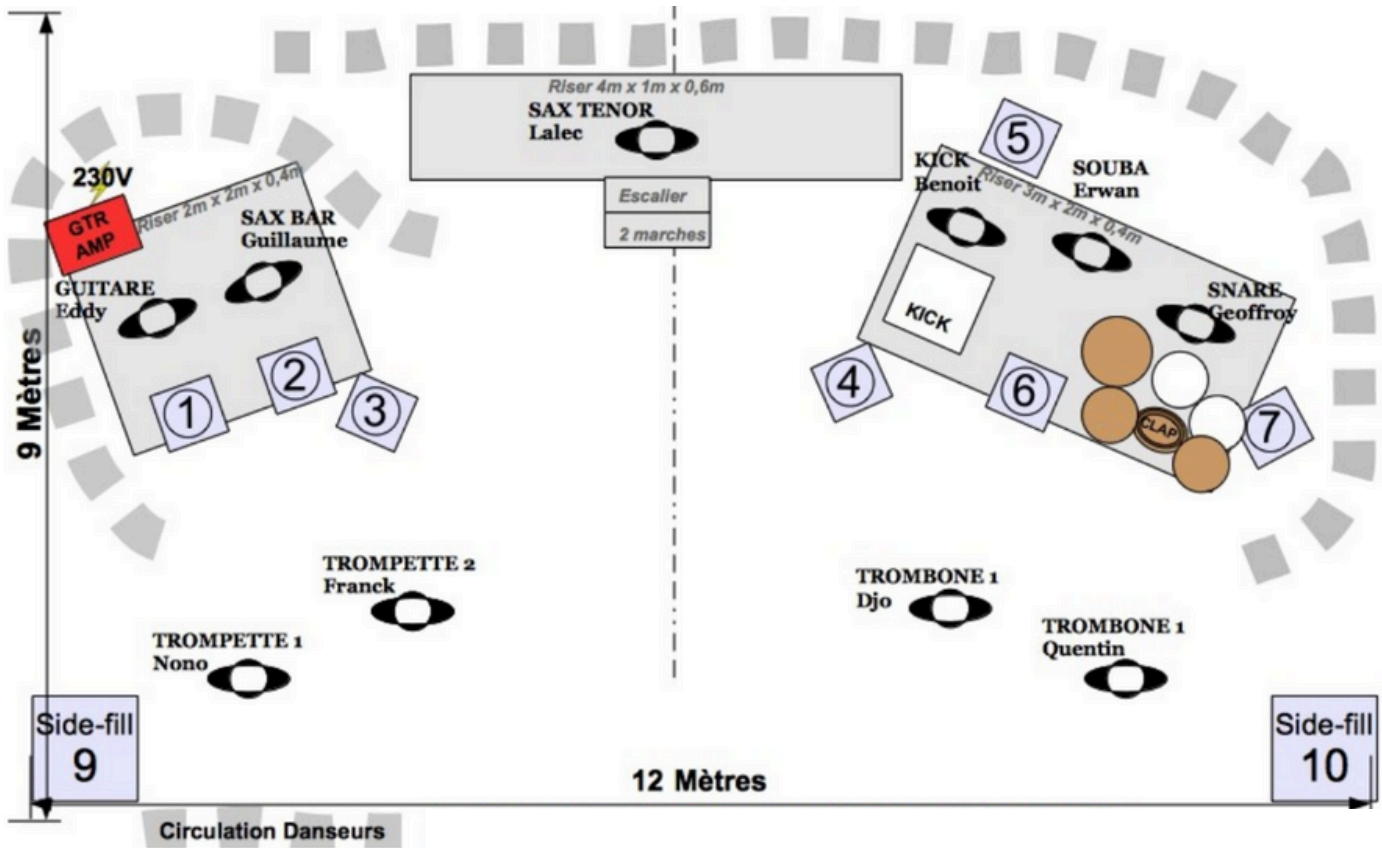 Riser 4m x 1m x 0,6m
SAX TENOR
Lalec
Escalier
2 marches
230V
GTR
AMP
Riser 2m x 2m x 0,4m
SAX BAR
Guillaume
GUITARE
Eddy
1
2
3
KICK
Benoit
5
SOUBA
Erwan
Riser 3m x 2m x 0,4m
SNARE
Geoffroy
KICK
4
6
CLAP
7
9 Mètres
TROMPETTE 2
Franck
TROMPETTE 1
Nono
TROMBONE 1
Djo
TROMBONE 1
Quentin
Side-fill
9
12 Mètres
Side-fill
10
Circulation Danseurs